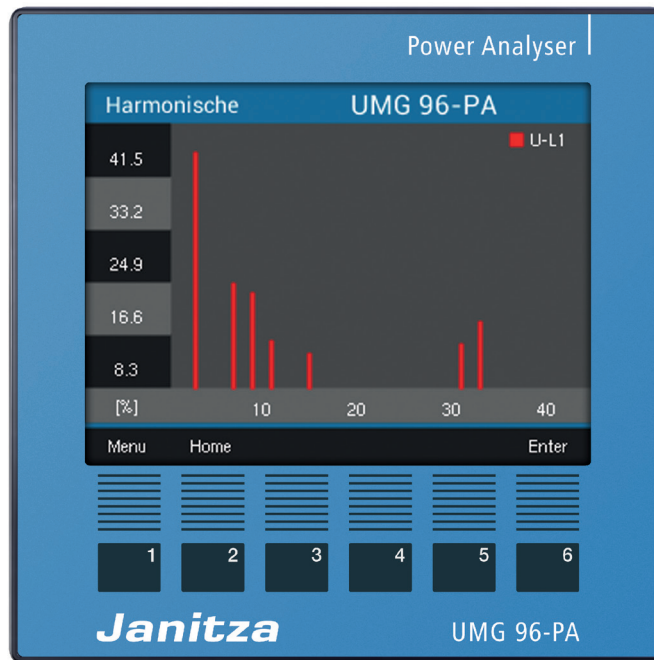 Power Analyser
Harmonische UMG 96-PA
U-L1
41.5
33.2
24.9
16.6
8.3
[%] 10 20 30 40
Menu Home Enter
1 2 3 4 5 6
Janitza UMG 96-PA